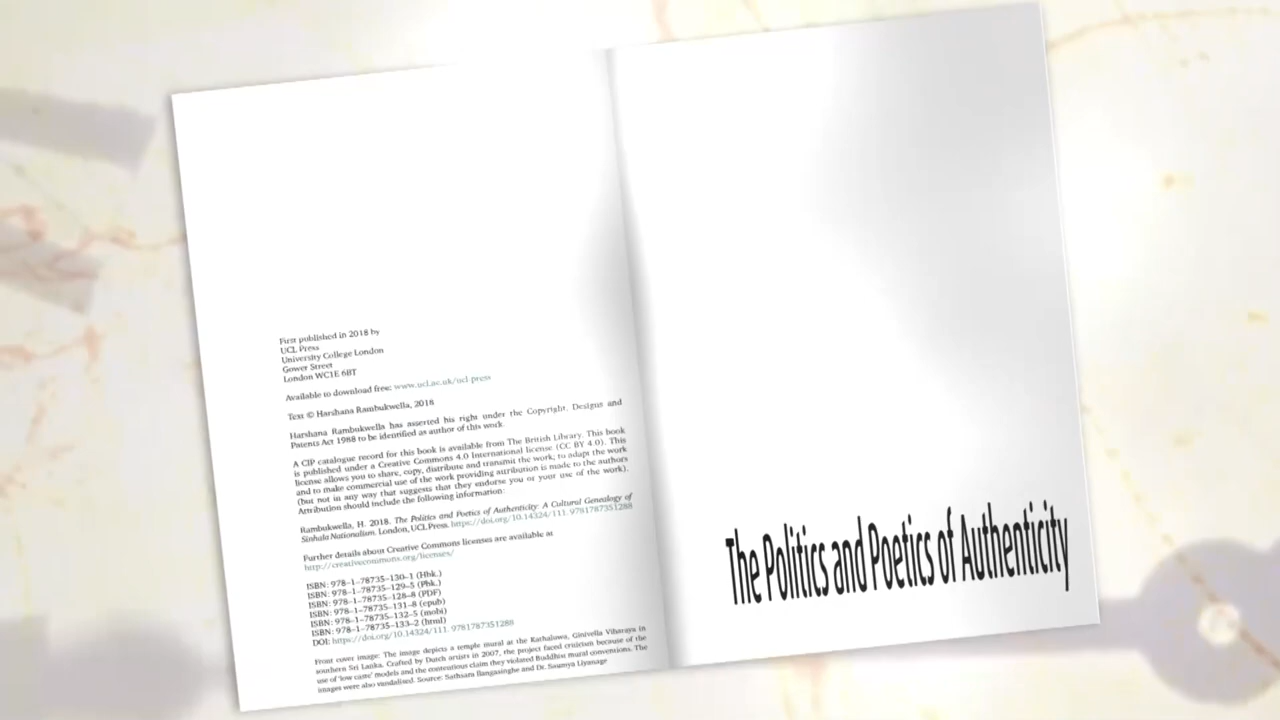 First published in 2018 by
UCL Press
University College London
Gower Street
London WC1E 6BT
Available to download free: www.ucl.ac.uk/ucl-press
Text © Harshana Rambukwella, 2018
Harshana Rambukwella has asserted his right under the Copyright, Designs and
Patents Act 1988 to be identified as author of this work.
A CIP catalogue record for this book is available from The British Library. This book
is published under a Creative Commons 4.0 International license (CC BY 4.0). This
license allows you to share, copy, distribute and transmit the work; to adapt the work
and to make commercial use of the work providing attribution is made to the authors
(but not in any way that suggests that they endorse you or your use of the work).
Attribution should include the following information:
Rambukwella, H. 2018. The Politics and Poetics of Authenticity: A Cultural Genealogy of
Sinhala Nationalism. London, UCL Press. https://doi.org/10.14324/111.9781787351288
Further details about Creative Commons licenses are available at
http://creativecommons.org/licenses/
ISBN: 978–1–78735–130–1 (Hbk.)
ISBN: 978–1–78735–129–5 (Pbk.)
ISBN: 978–1–78735–128–8 (PDF)
ISBN: 978–1–78735–131–8 (epub)
ISBN: 978–1–78735–132–5 (mobi)
ISBN: 978–1–78735–133–2 (html)
DOI: https://doi.org/10.14324/111.9781787351288
Front cover image: The image depicts a temple mural at the Kathaluwa, Ginivella Viharaya in
southern Sri Lanka. Crafted by Dutch artists in 2007, the project faced criticism because of the
use of 'low caste' models and the contentious claim they violated Buddhist mural conventions. The
images were also vandalised. Source: Sathsara Ilangasinghe and Dr. Saumya Liyanage
The Politics and Poetics of Authenticity